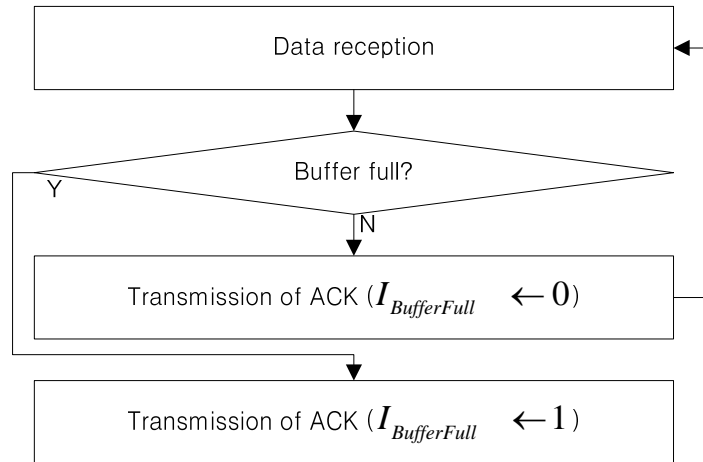 Data reception
Buffer full?
Y
N
Transmission of ACK (I_BufferFull ← 0)
Transmission of ACK (I_BufferFull ← 1)